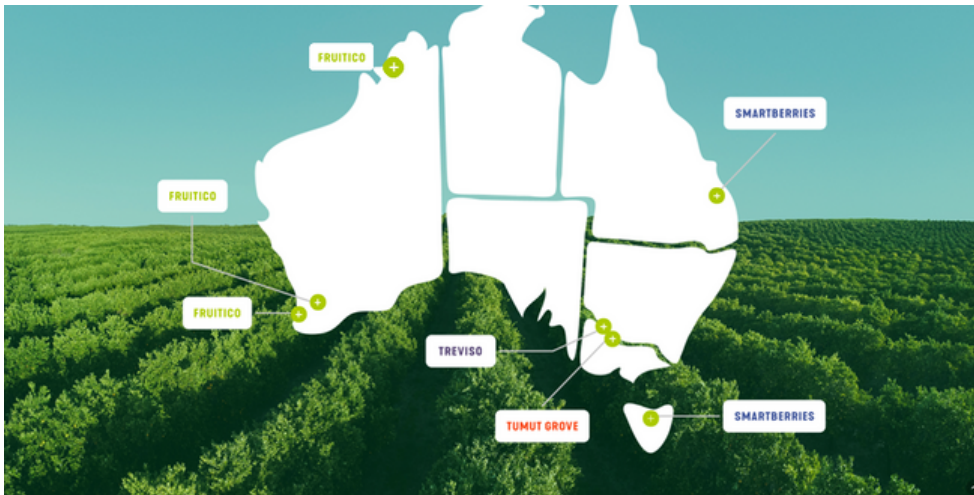 FRUITICO
SMARTBERRIES
FRUITICO
FRUITICO
TREVISO
SMARTBERRIES
TUMUT GROVE